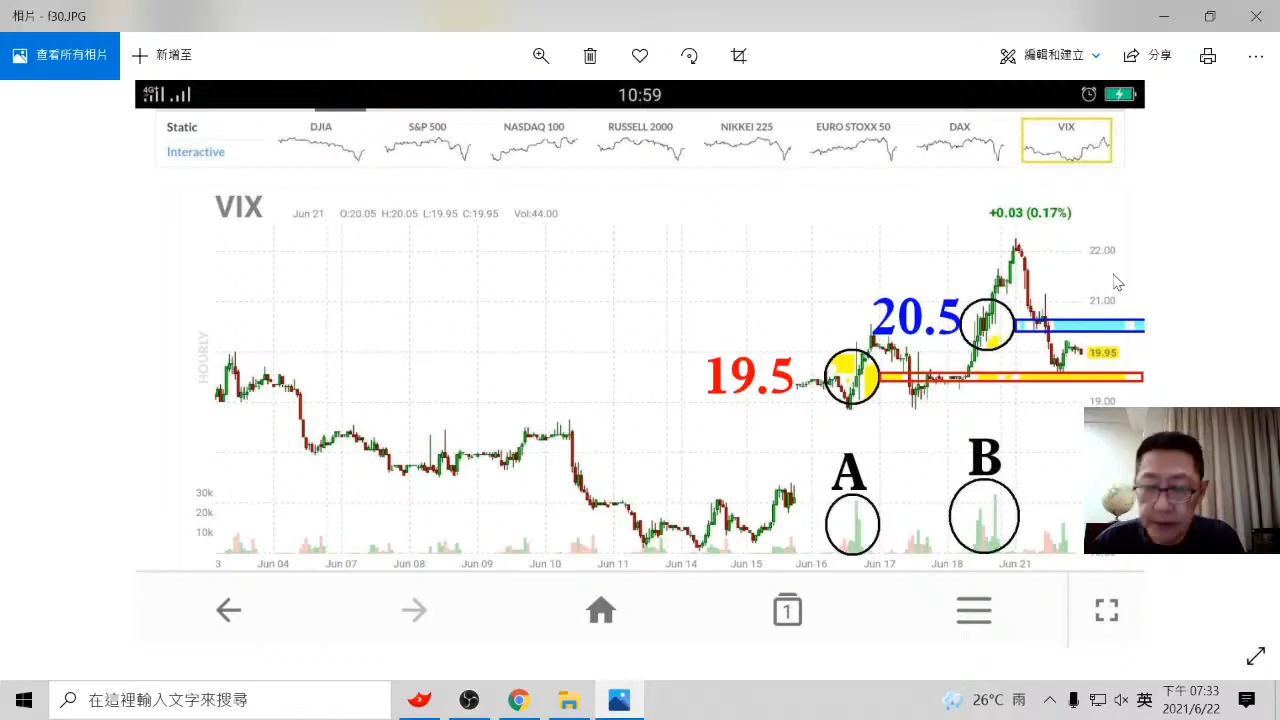 相片 - f30.JPG
查看所有相片
新增至
編輯和建立
分享
4G+
10:59
Static
Interactive
DJIA
S&P 500
NASDAQ 100
RUSSELL 2000
NIKKEI 225
EURO STOXX 50
DAX
VIX
VIX
Jun 21 O:20.05 H:20.05 L:19.95 C:19.95 Vol:44.00
+0.03 (0.17%)
HOURLY
22.00
21.00
20.5
19.95
19.5
19.00
A
B
30k
20k
10k
3 Jun 04 Jun 07 Jun 08 Jun 09 Jun 10 Jun 11 Jun 14 Jun 15 Jun 16 Jun 17 Jun 18 Jun 21
1
在這裡輸入文字來搜尋
26°C 雨
英
下午 07:33
2021/6/22